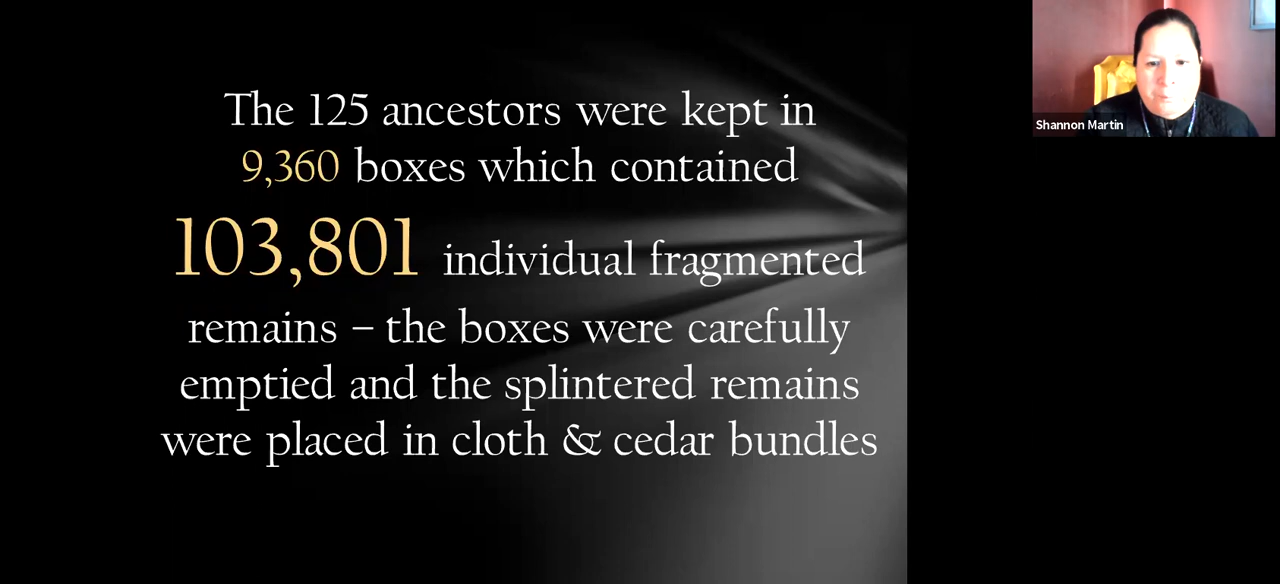 The 125 ancestors were kept in
9,360 boxes which contained
103,801 individual fragmented
remains – the boxes were carefully
emptied and the splintered remains
were placed in cloth & cedar bundles
Shannon Martin